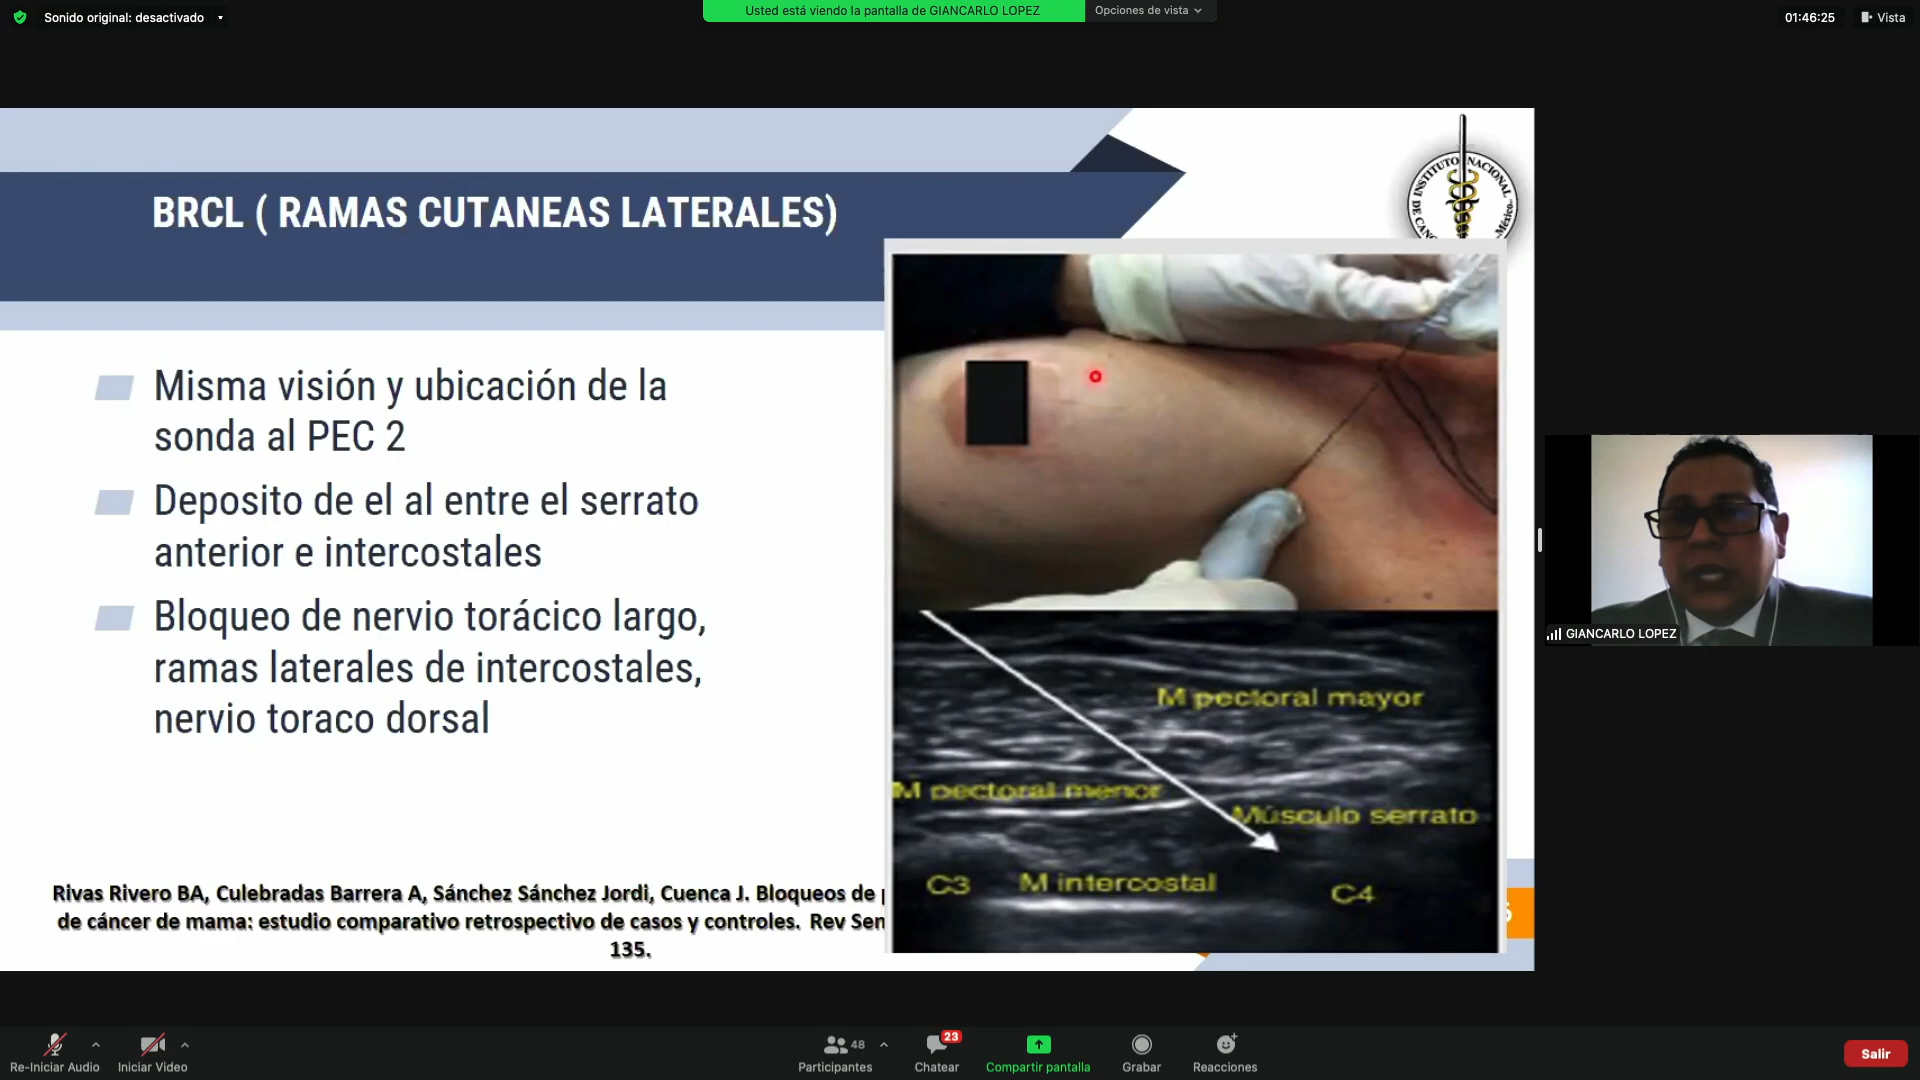 Sonido original: desactivado
Usted está viendo la pantalla de GIANCARLO LOPEZ
Opciones de vista
01:46:25
Vista
BRCL ( RAMAS CUTANEAS LATERALES)
INSTITUTO NACIONAL
México
Misma visión y ubicación de la
sonda al PEC 2
Deposito de el al entre el serrato
anterior e intercostales
Bloqueo de nervio torácico largo,
ramas laterales de intercostales,
nervio toraco dorsal
M pectoral mayor
M pectoral menor
Músculo serrato
C3
M intercostal
C4
Rivas Rivero BA, Culebradas Barrera A, Sánchez Sánchez Jordi, Cuenca J. Bloqueos de
de cáncer de mama: estudio comparativo retrospectivo de casos y controles. Rev Sen
135.
GIANCARLO LOPEZ
Re-Iniciar Audio
Iniciar Video
48
Participantes
23
Chatear
Compartir pantalla
Grabar
Reacciones
Salir